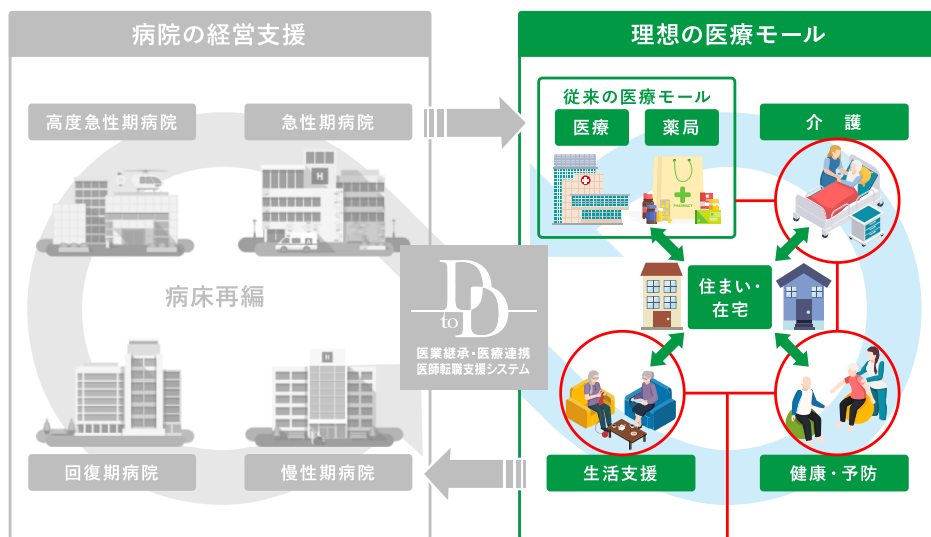 病院の経営支援
高度急性期病院
急性期病院
H
病床再編
H
回復期病院
慢性期病院
D
to D
医業継承・医療連携
医師転職支援システム
理想の医療モール
従来の医療モール
医療
薬局
介 護
PHARMACY
住まい・
在宅
生活支援
健康・予防